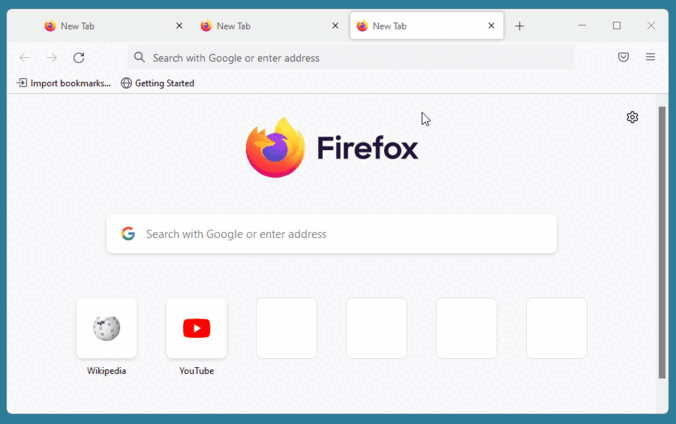 New Tab New Tab New Tab
Search with Google or enter address
Import bookmarks... Getting Started
Firefox
Search with Google or enter address
Wikipedia YouTube